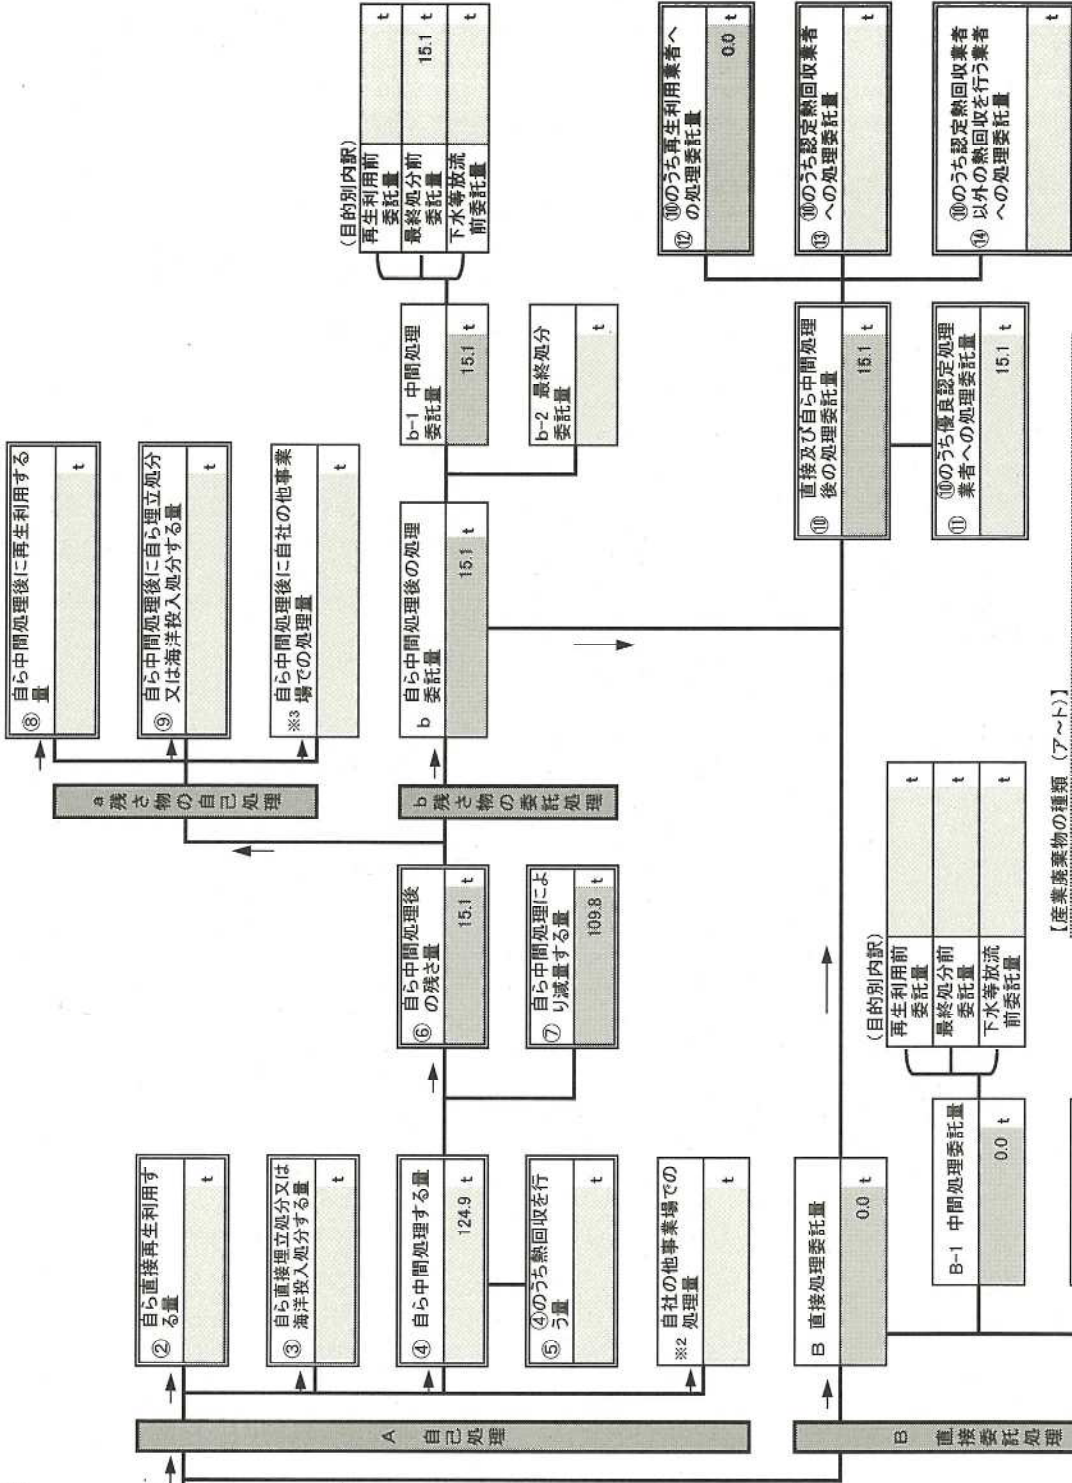 A 自己処理
② 自ら直接再生利用す
る量
t
③ 自ら直接埋立処分又は
海洋投入処分する量
t
④ 自ら中間処理する量
124.9 t
⑤ ④のうち熱回収を行
う量
t
※2 自社の他事業場での
処理量
t
⑥ 自ら中間処理後
の残さ量
15.1 t
⑦ 自ら中間処理によ
り減量する量
109.8 t
a 残さ物の自己処理
⑧ 自ら中間処理後に再生利用する
量
t
⑨ 自ら中間処理後に自ら埋立処分
又は海洋投入処分する量
t
※3 自ら中間処理後に自社の他事業
場での処理量
t
b 残さ物の委託処理
b 自ら中間処理後の処理
委託量
15.1 t
b-1 中間処理
委託量
15.1 t
b-2 最終処分
委託量
t
(目的別内訳)
再生利用前
委託量
t
最終処分前
委託量
15.1 t
下水等放流
前委託量
t
B 直接委託処理
B 直接処理委託量
0.0 t
B-1 中間処理委託量
0.0 t
(目的別内訳)
再生利用前
委託量
t
最終処分前
委託量
t
下水等放流
前委託量
t
⑩ 直接及び自ら中間処理
後の処理委託量
15.1 t
⑪ ⑩のうち優良認定処理
業者への処理委託量
15.1 t
⑫ ⑩のうち再生利用業者へ
の処理委託量
0.0 t
⑬ ⑩のうち認定熱回収業者
への処理委託量
t
⑭ ⑩のうち認定熱回収業者
以外の熱回収を行う業者
への処理委託量
t
【産業廃棄物の種類 (ア~ト)】